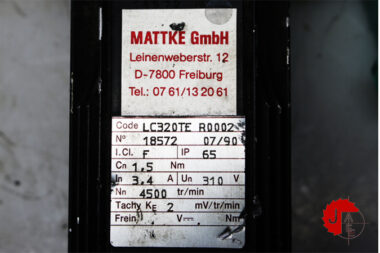 MATTKE GmbH
Leinenweberstr. 12
D-7800 Freiburg
Tel.: 07 61/13 20 61
Code LC320TE R0002
N° 18572 07/90
I.Cl. F IP 65
Cn 1,5 Nm
In 3,4 A Un 310 V
Nn 4500 tr/min
Tachy KE 2 mV/tr/min
Frein V⎓ Nm